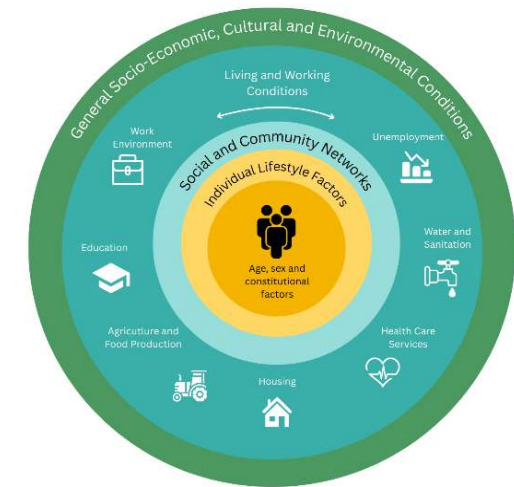 General Socio-Economic, Cultural and Environmental Conditions
Living and Working
Conditions
Social and Community Networks
Individual Lifestyle Factors
Age, sex and
constitutional
factors
Work
Environment
Unemployment
Education
Water and
Sanitation
Agricutlure and
Food Production
Health Care
Services
Housing